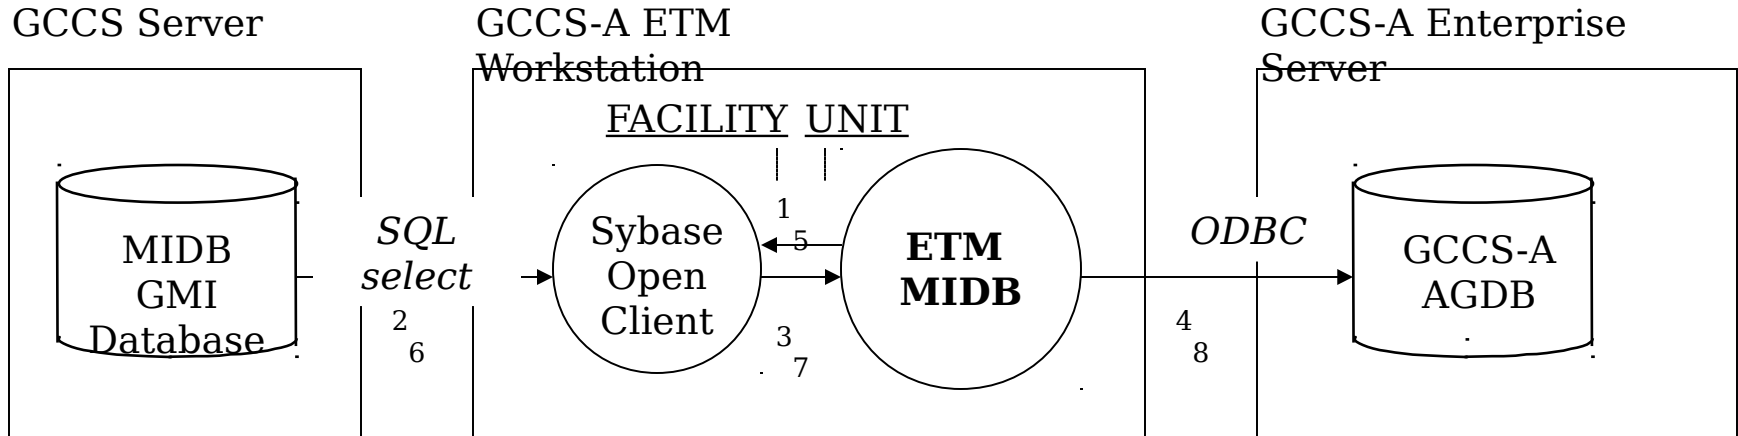 GCCS Server
GCCS-A ETM
Workstation
GCCS-A Enterprise
Server
FACILITY UNIT
MIDB
GMI
Database
SQL
select
2
6
Sybase
Open
Client
1
5
3
7
ETM
MIDB
ODBC
4
8
GCCS-A
AGDB